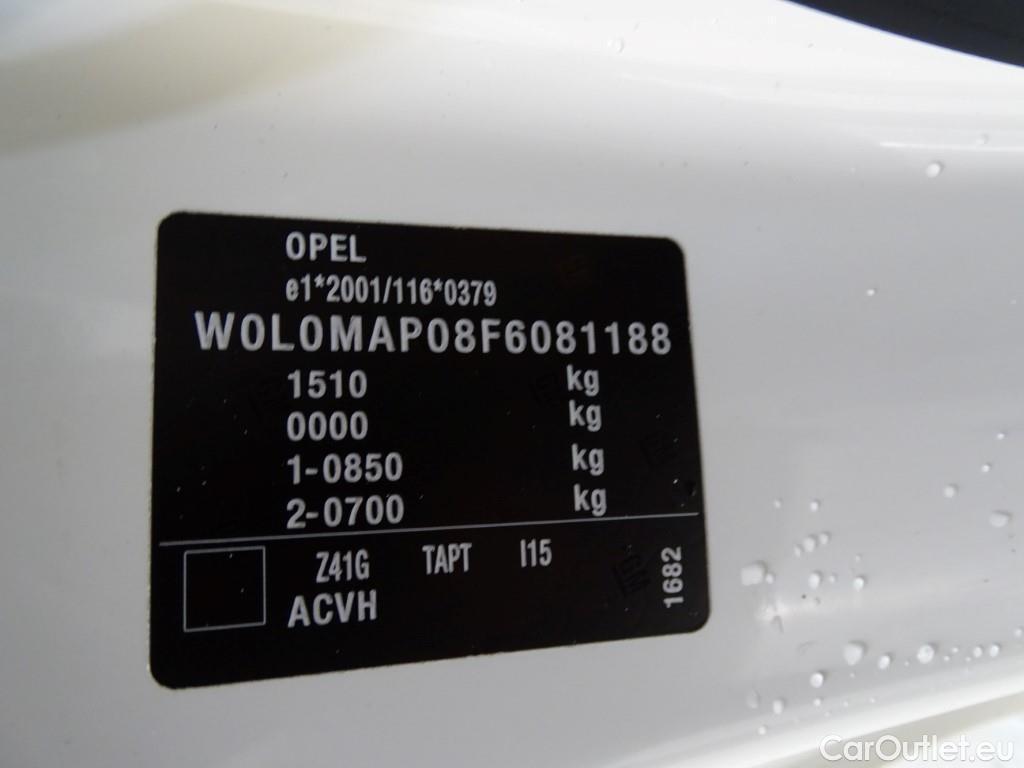 OPEL
e1*2001/116*0379
W0L0MAP08F6081188
1510 kg
0000 kg
1-0850 kg
2-0700 kg
Z41G TAPT I15
ACVH
1682
CarOutlet.eu